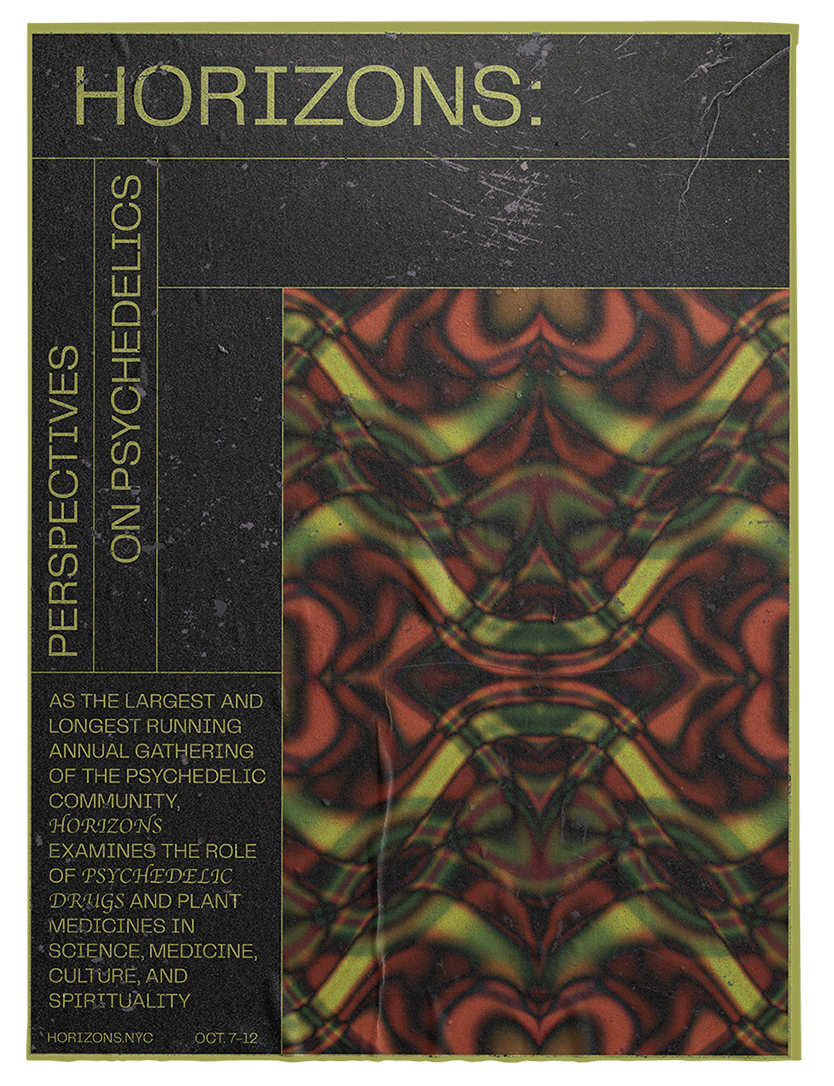 HORIZONS:
PERSPECTIVES
ON PSYCHEDELICS
AS THE LARGEST AND
LONGEST RUNNING
ANNUAL GATHERING
OF THE PSYCHEDELIC
COMMUNITY,
HORIZONS
EXAMINES THE ROLE
OF PSYCHEDELIC
DRUGS AND PLANT
MEDICINES IN
SCIENCE, MEDICINE,
CULTURE, AND
SPIRITUALITY
HORIZONS.NYC OCT. 7-12